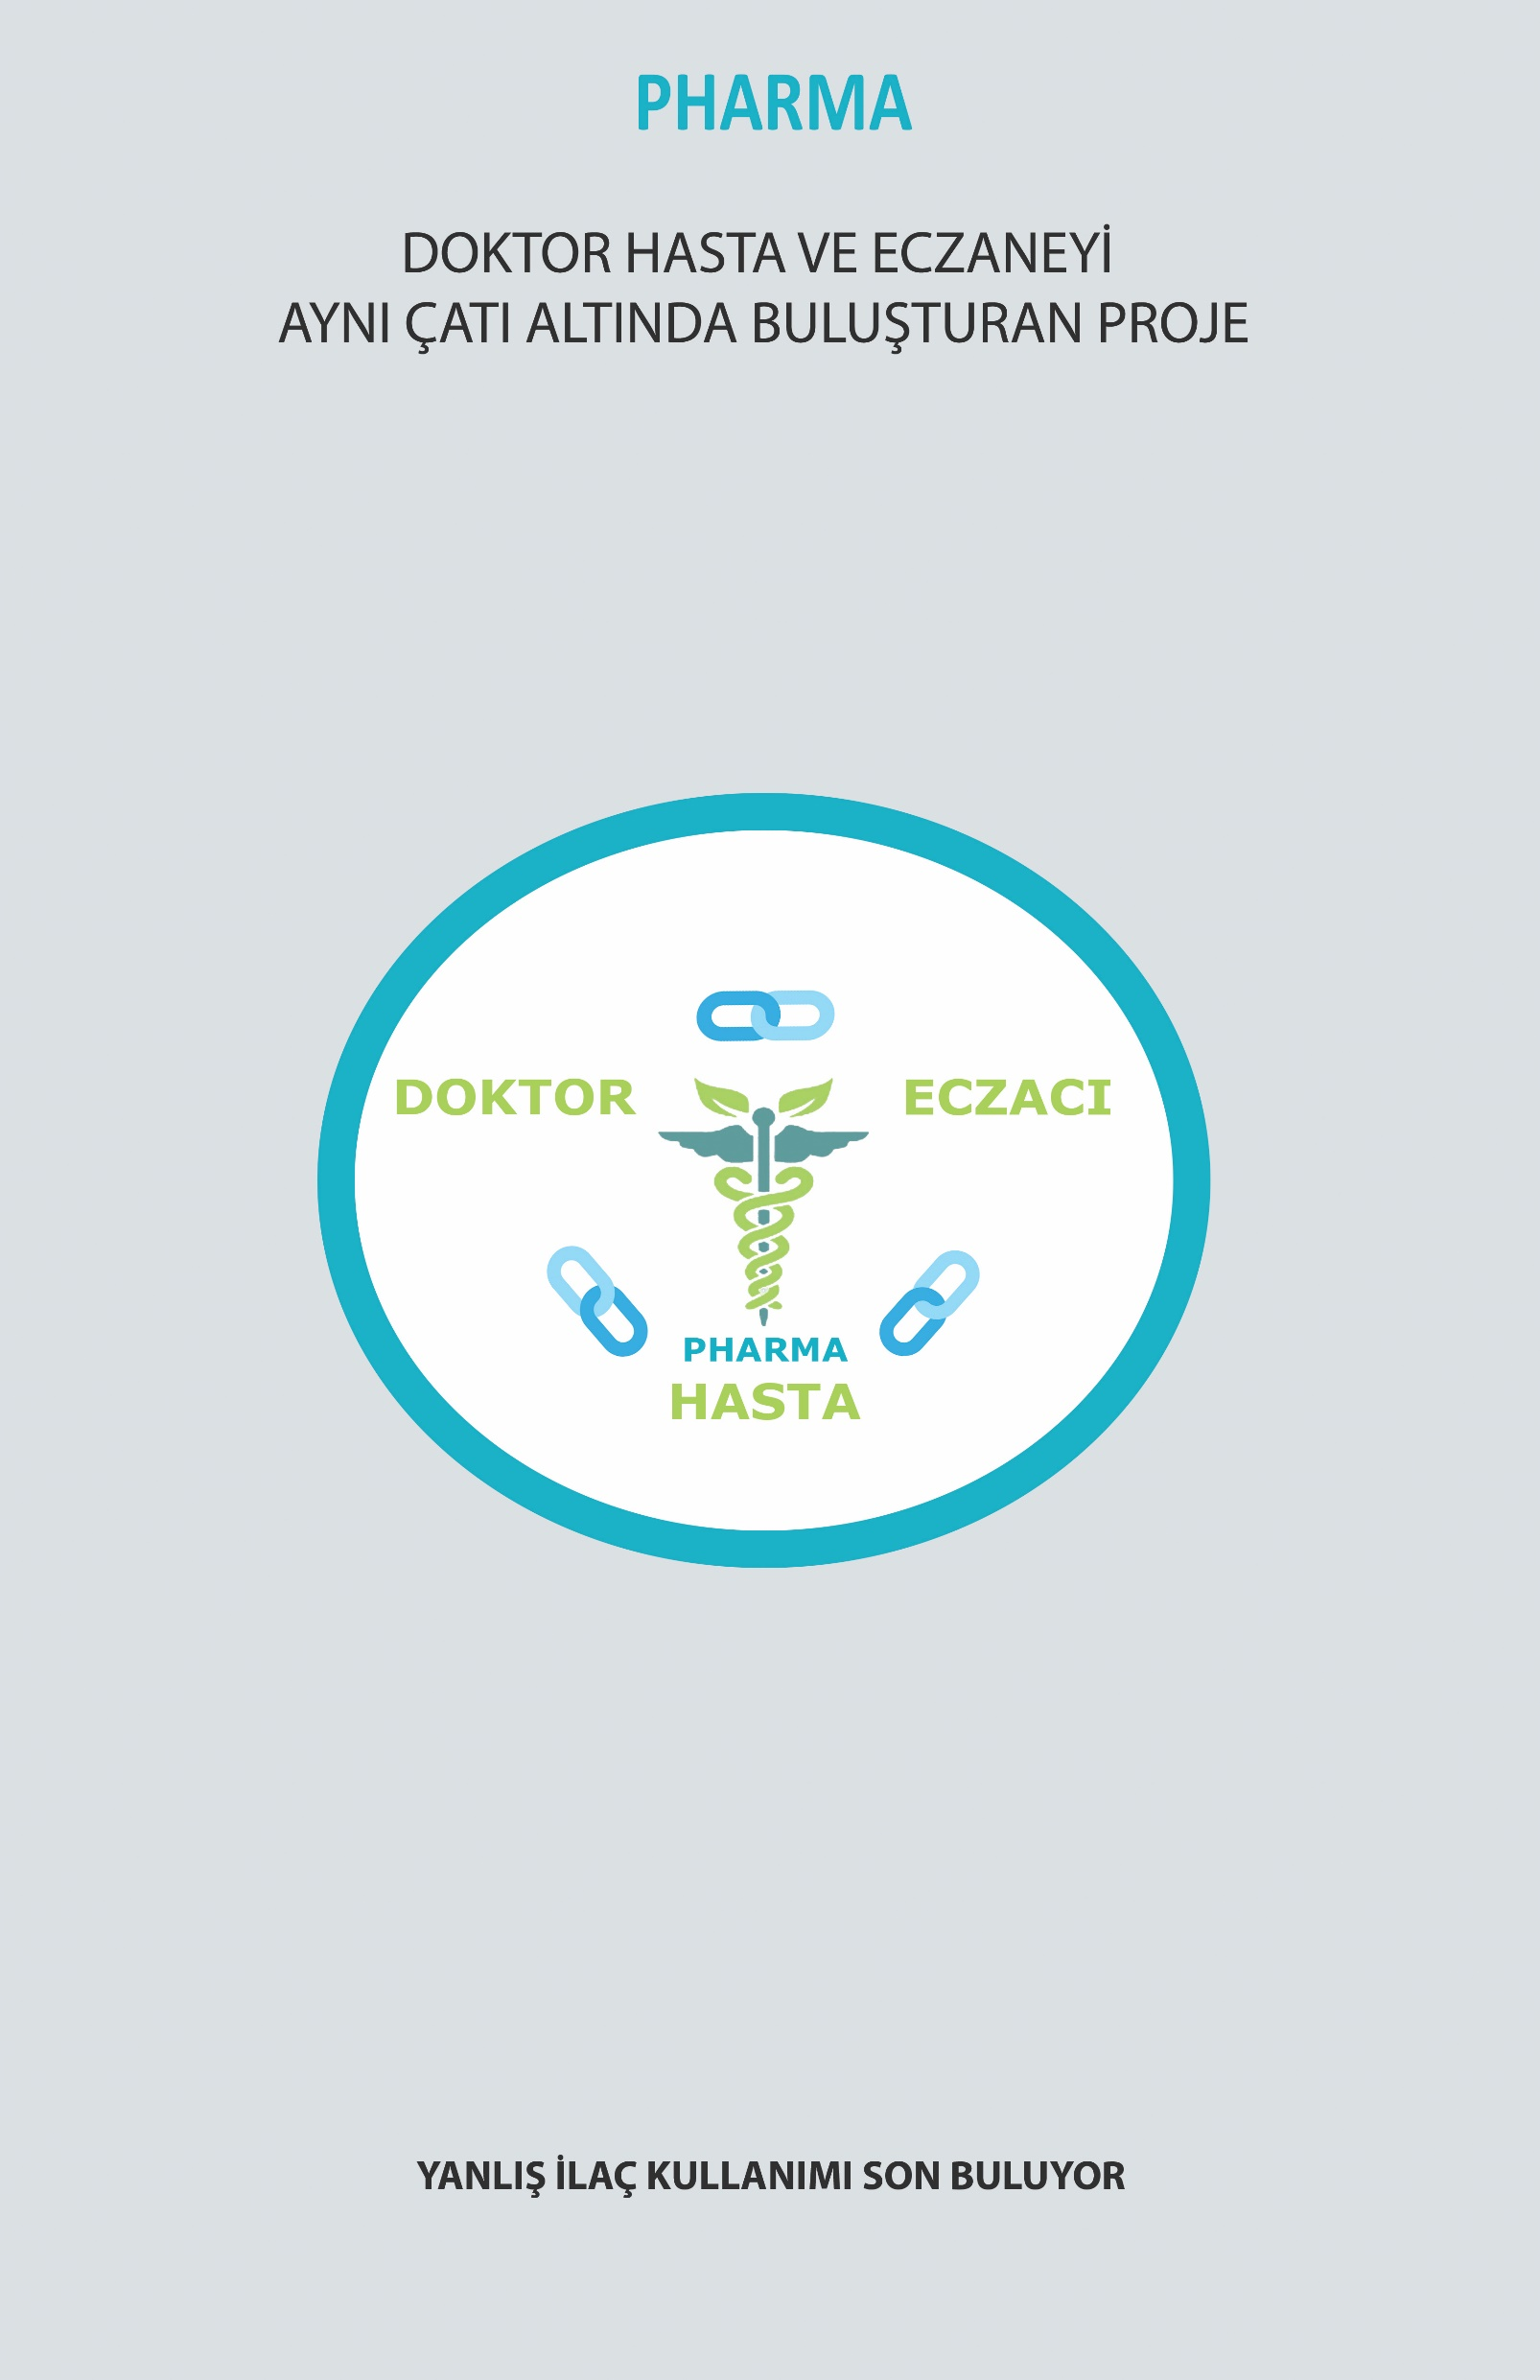 PHARMA
DOKTOR HASTA VE ECZANEYİ
AYNI ÇATI ALTINDA BULUŞTURAN PROJE
DOKTOR
ECZACI
PHARMA
HASTA
YANLIŞ İLAÇ KULLANIMI SON BULUYOR